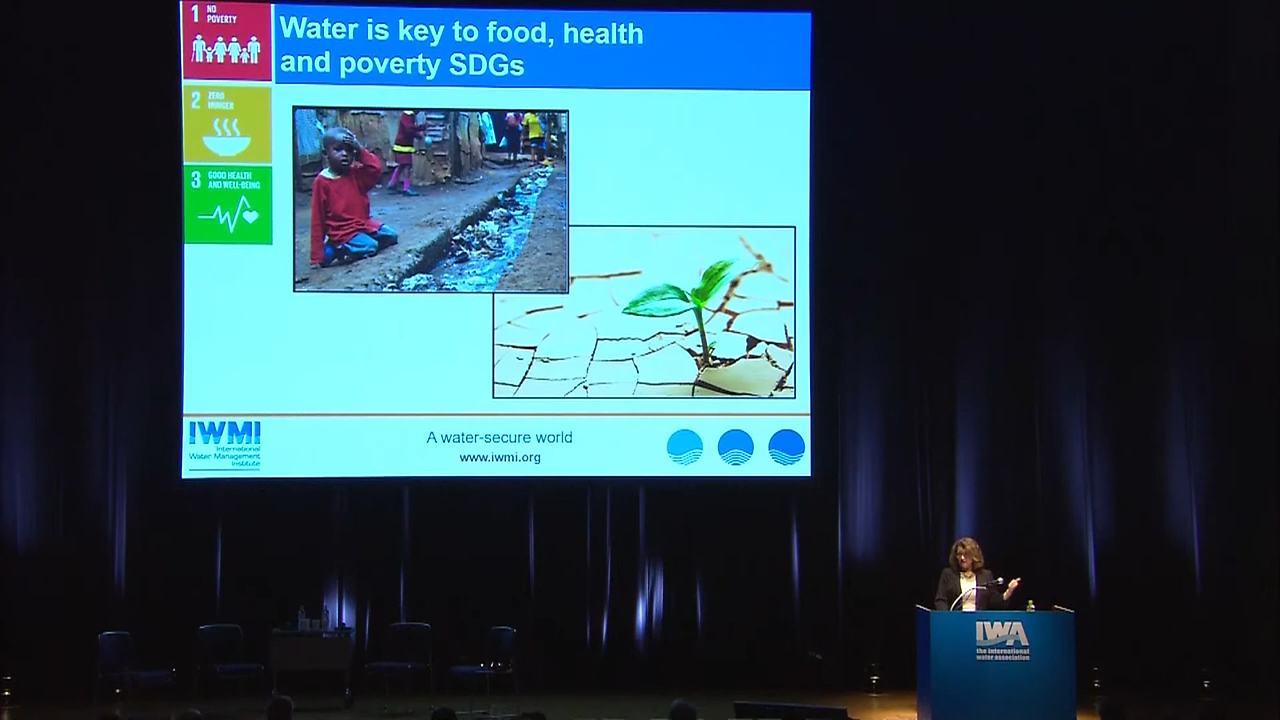 1 NO
POVERTY
Water is key to food, health
and poverty SDGs
2 ZERO
HUNGER
3 GOOD HEALTH
AND WELL-BEING
IWMI
International
Water Management
Institute
A water-secure world
www.iwmi.org
IWA
the international
water association